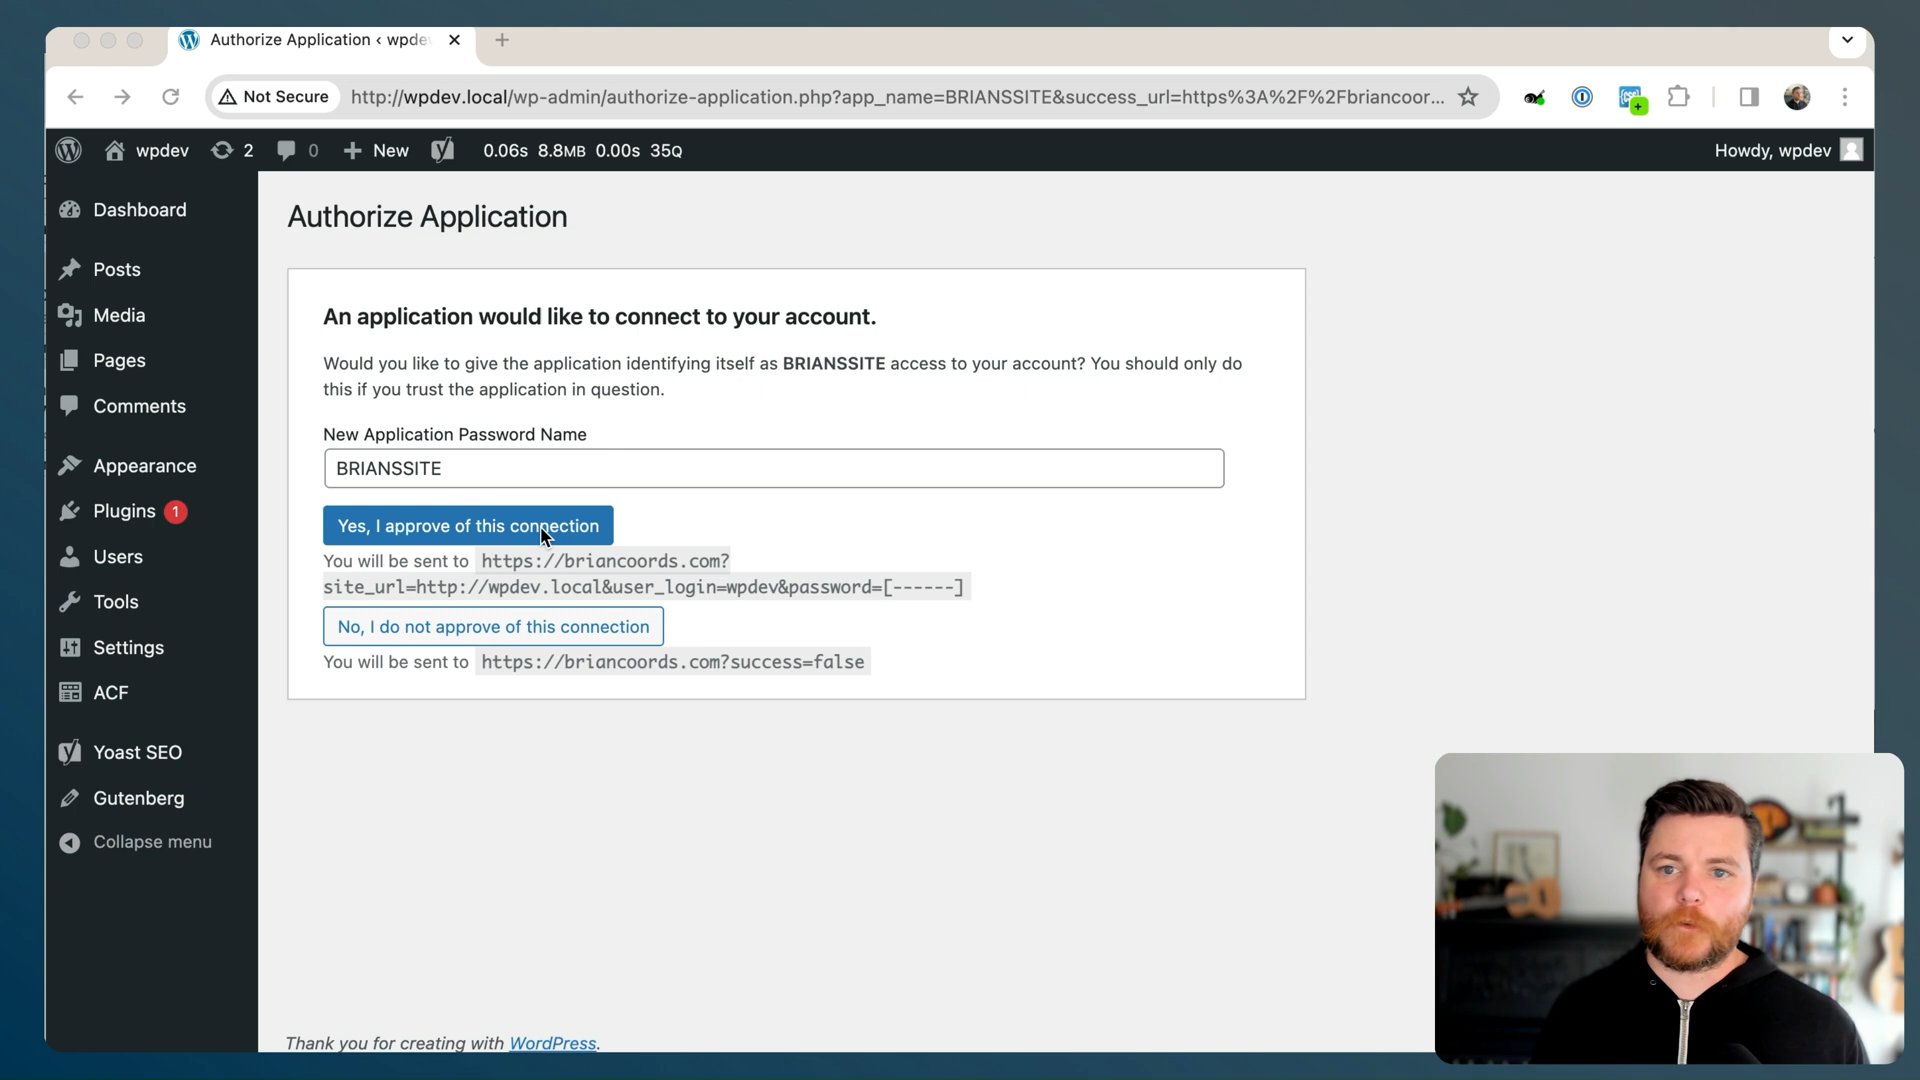 Authorize Application ‹ wpde
Not Secure
http://wpdev.local/wp-admin/authorize-application.php?app_name=BRIANSSITE&success_url=https%3A%2F%2Fbriancoor...
wpdev
2
0
New
0.06s 8.8MB 0.00s 35Q
Howdy, wpdev
Dashboard
Posts
Media
Pages
Comments
Appearance
Plugins 1
Users
Tools
Settings
ACF
Yoast SEO
Gutenberg
Collapse menu
Authorize Application
An application would like to connect to your account.
Would you like to give the application identifying itself as BRIANSSITE access to your account? You should only do
this if you trust the application in question.
New Application Password Name
BRIANSSITE
Yes, I approve of this connection
You will be sent to https://briancoords.com?
site_url=http://wpdev.local&user_login=wpdev&password=[------]
No, I do not approve of this connection
You will be sent to https://briancoords.com?success=false
Thank you for creating with WordPress.